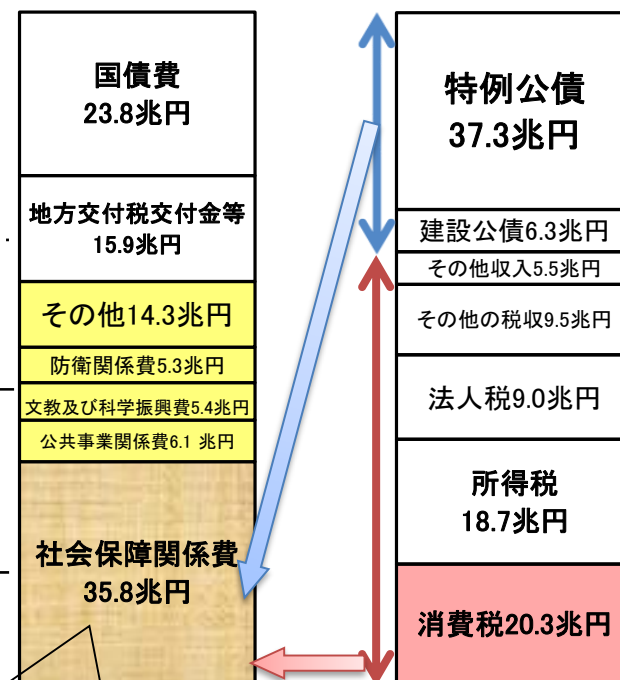 国債費
23.8兆円
地方交付税交付金等
15.9兆円
その他14.3兆円
防衛関係費5.3兆円
文教及び科学振興費5.4兆円
公共事業関係費6.1 兆円
社会保障関係費
35.8兆円
特例公債
37.3兆円
建設公債6.3兆円
その他収入5.5兆円
その他の税収9.5兆円
法人税9.0兆円
所得税
18.7兆円
消費税20.3兆円